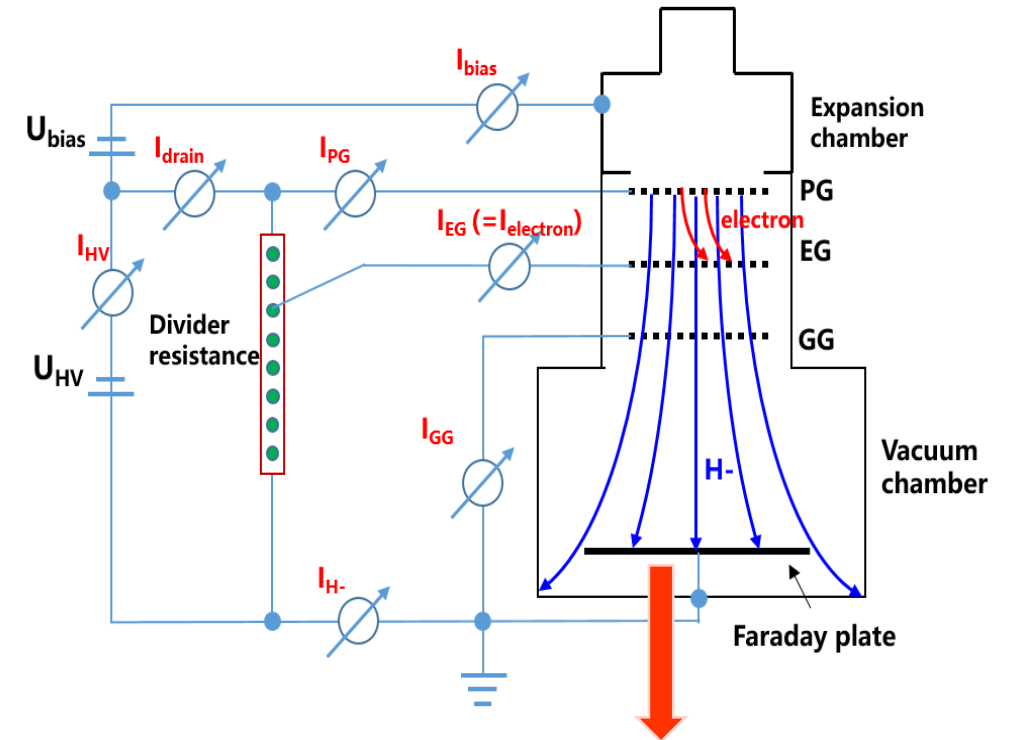 Ibias
Expansion
chamber
Ubias
Idrain
IPG
PG
IEG (=Ielectron)
electron
EG
IHV
Divider
resistance
GG
UHV
IGG
Vacuum
chamber
H-
IH-
Faraday plate